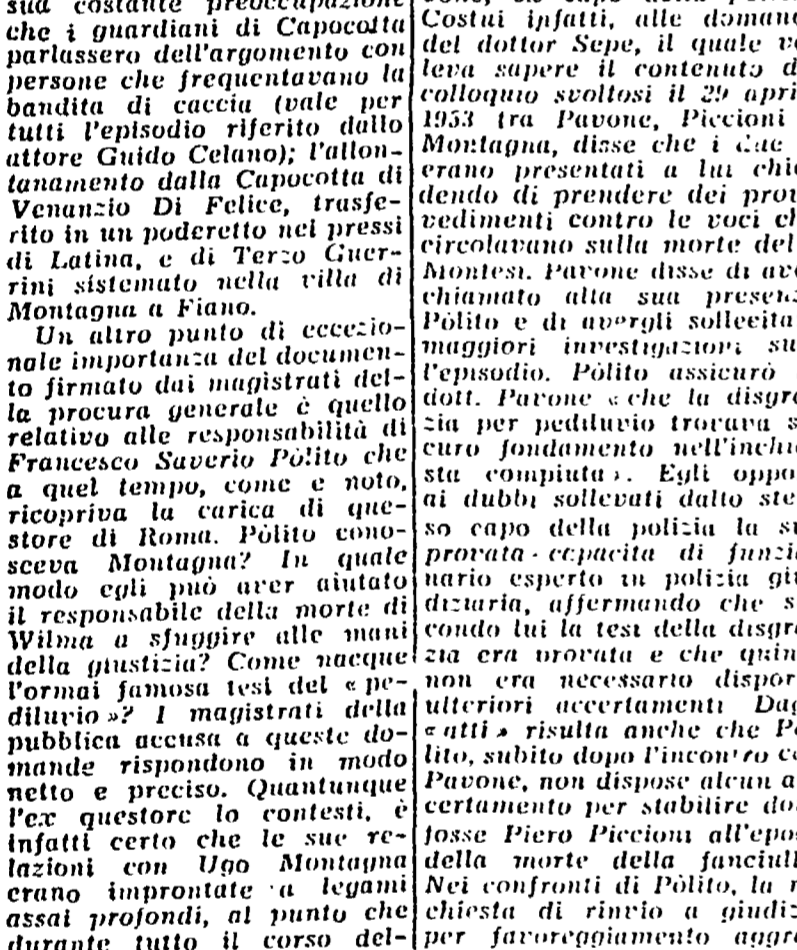 sua costante preoccupazione
che i guardiani di Capocotta
parlassero dell'argomento con
persone che frequentavano la
bandita di caccia (vale per
tutti l'episodio riferito dallo
attore Guido Celano); l'allon-
tanamento dalla Capocotta di
Venanzio Di Felice, trasfe-
rito in un poderetto nei pressi
di Latina, e di Terzo Guer-
rini sistemato nella villa di
Montagna a Fiano.
Un altro punto di eccezio-
nale importanza del documen-
to firmato dai magistrati del-
la procura generale è quello
relativo alle responsabilità di
Francesco Saverio Pòlito che
a quel tempo, come e noto,
ricopriva la carica di que-
store di Roma. Pòlito cono-
sceva Montagna? In quale
modo egli può aver aiutato
il responsabile della morte di
Wilma a sfuggire alle mani
della giustizia? Come nacque
l'ormai famosa tesi del « pe-
diluvio »? I magistrati della
pubblica accusa a queste do-
mande rispondono in modo
netto e preciso. Quantunque
l'ex questore lo contesti, è
infatti certo che le sue re-
lazioni con Ugo Montagna
erano improntate a legami
assai profondi, al punto che
durante tutto il corso del-
Costui infatti, alle doman
del dottor Sepe, il quale v
leva sapere il contenuto d
colloquio svoltosi il 29 apri
1953 tra Pavone, Piccioni
Montagna, disse che i due
erano presentati a lui chi
dendo di prendere dei prov
vedimenti contro le voci ch
circolavano sulla morte del
Montesi. Pavone disse di av
chiamato alla sua presen
Pòlito e di avergli sollecita
maggiori investigazioni su
l'episodio. Pòlito assicurò
dott. Pavone « che la disgr
zia per pediluvio trovava s
curo fondamento nell'inchi
sta compiuta ». Egli oppo
ai dubbi sollevati dallo ste
so capo della polizia la su
provata capacita di funzi
nario esperto in polizia giu
diziaria, affermando che s
condo lui la tesi della disgr
zia era provata e che quin
non era necessario dispor
ulteriori accertamenti Dag
« atti » risulta anche che P
lito, subito dopo l'incontro c
Pavone, non dispose alcun a
certamento per stabilire do
fosse Piero Piccioni all'epo
della morte della fanciull
Nei confronti di Pòlito, la r
chiesta di rinvio a giudiz
per favoreggiamento aggr